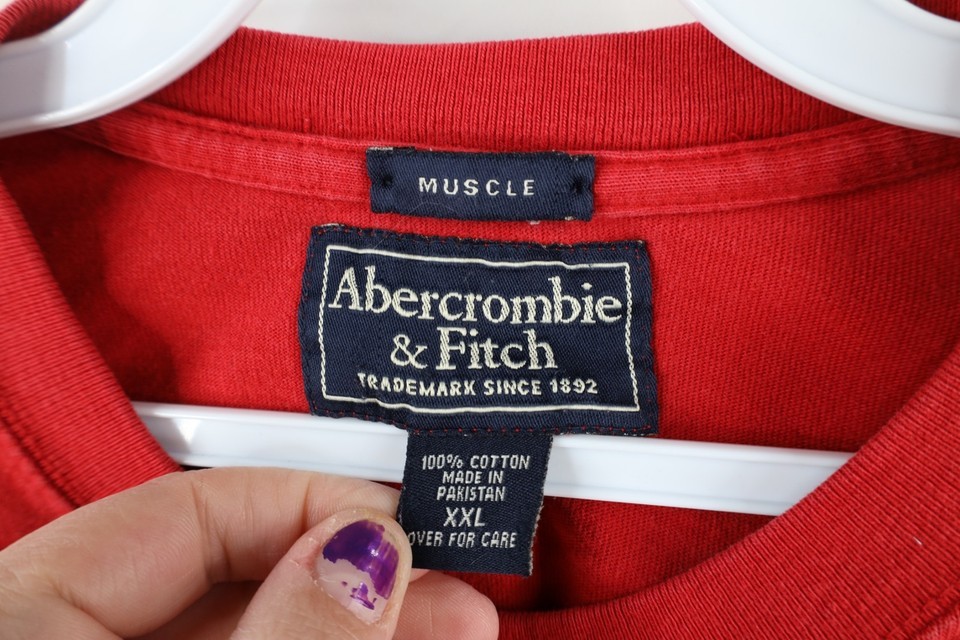 MUSCLE
Abercrombie
& Fitch
TRADEMARK SINCE 1892
100% COTTON
MADE IN
PAKISTAN
XXL
OVER FOR CARE